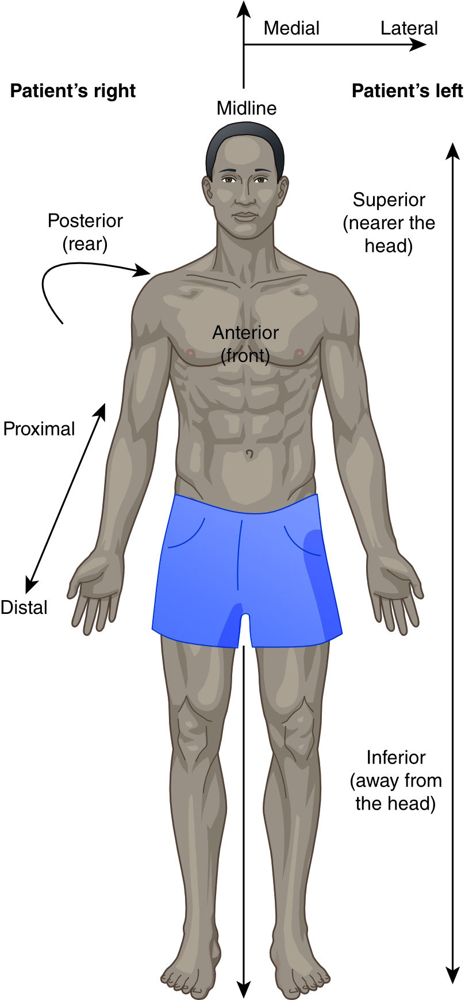 Medial
Lateral
Patient’s right
Patient’s left
Midline
Superior
(nearer the
head)
Posterior
(rear)
Anterior
(front)
Proximal
Distal
Inferior
(away from
the head)